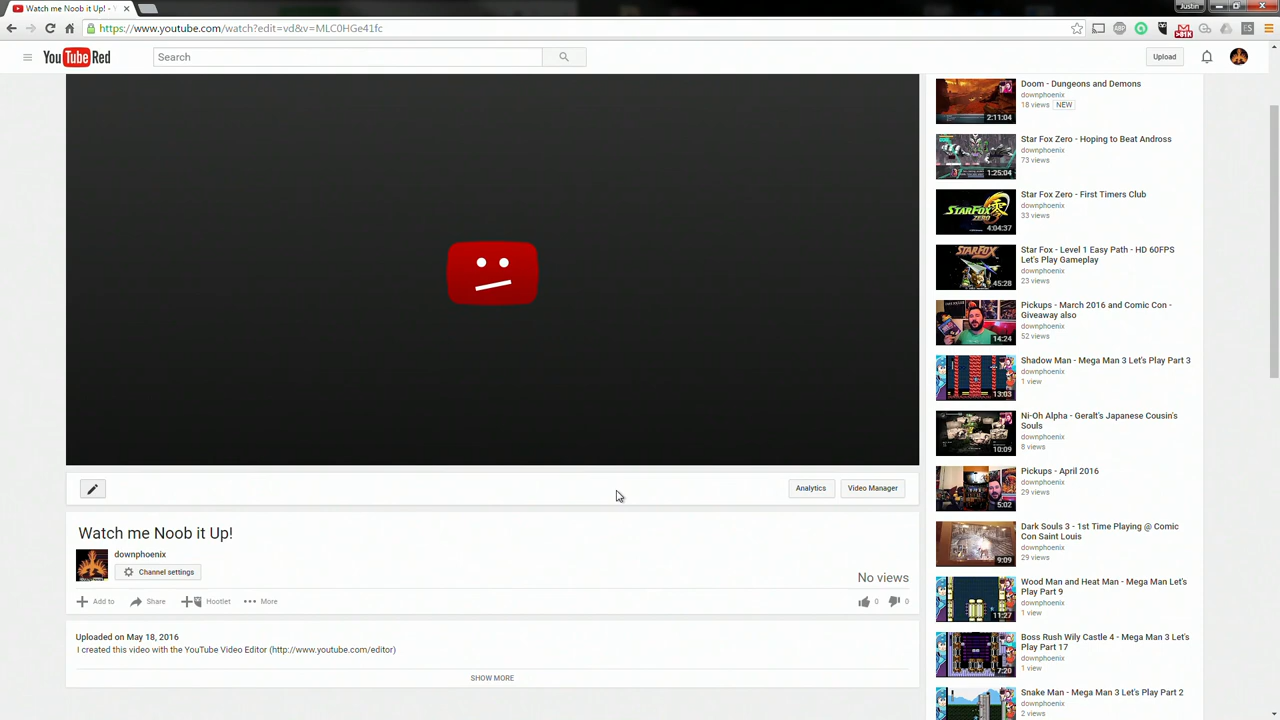 Watch me Noob it Up! - Y
Justin
https://www.youtube.com/watch?edit=vd&v=MLC0HGe41fc
ABP
ES
You Tube Red
Search
Upload
Doom - Dungeons and Demons
downphoenix
18 views NEW
2:11:04
Star Fox Zero - Hoping to Beat Andross
downphoenix
73 views
1:25:04
Star Fox Zero - First Timers Club
downphoenix
33 views
STARFOX
ZERO
4:04:37
Star Fox - Level 1 Easy Path - HD 60FPS
Let's Play Gameplay
downphoenix
23 views
STARFOX
45:28
Pickups - March 2016 and Comic Con -
Giveaway also
downphoenix
52 views
14:24
Shadow Man - Mega Man 3 Let's Play Part 3
downphoenix
1 view
13:03
Ni-Oh Alpha - Geralt's Japanese Cousin's
Souls
downphoenix
8 views
10:09
Pickups - April 2016
downphoenix
29 views
5:02
Dark Souls 3 - 1st Time Playing @ Comic
Con Saint Louis
downphoenix
29 views
9:09
Wood Man and Heat Man - Mega Man Let's
Play Part 9
downphoenix
1 view
11:27
Boss Rush Wily Castle 4 - Mega Man 3 Let's
Play Part 17
downphoenix
1 view
7:20
Snake Man - Mega Man 3 Let's Play Part 2
downphoenix
2 views
Analytics
Video Manager
Watch me Noob it Up!
downphoenix
Channel settings
No views
Add to
Share
Hootlet
More
0
0
Uploaded on May 18, 2016
I created this video with the YouTube Video Editor (http://www.youtube.com/editor)
SHOW MORE